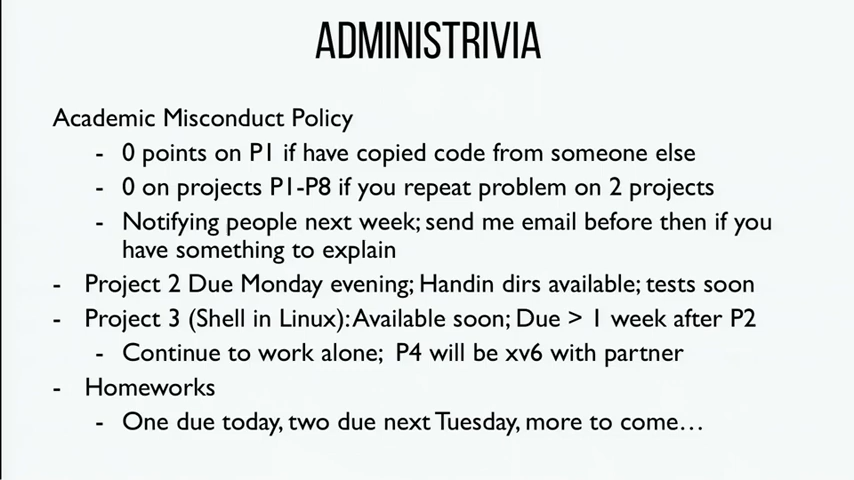 ADMINISTRIVIA
Academic Misconduct Policy
- 0 points on P1 if have copied code from someone else
- 0 on projects P1-P8 if you repeat problem on 2 projects
- Notifying people next week; send me email before then if you
have something to explain
- Project 2 Due Monday evening; Handin dirs available; tests soon
- Project 3 (Shell in Linux): Available soon; Due > 1 week after P2
- Continue to work alone; P4 will be xv6 with partner
- Homeworks
- One due today, two due next Tuesday, more to come…